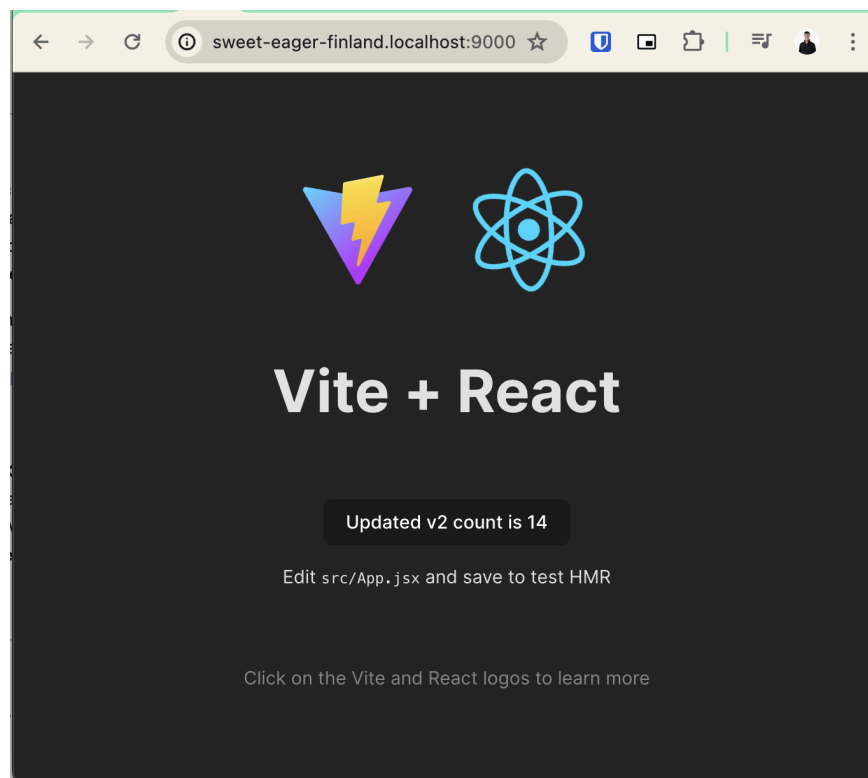 sweet-eager-finland.localhost:9000
Vite + React
Updated v2 count is 14
Edit src/App.jsx and save to test HMR
Click on the Vite and React logos to learn more